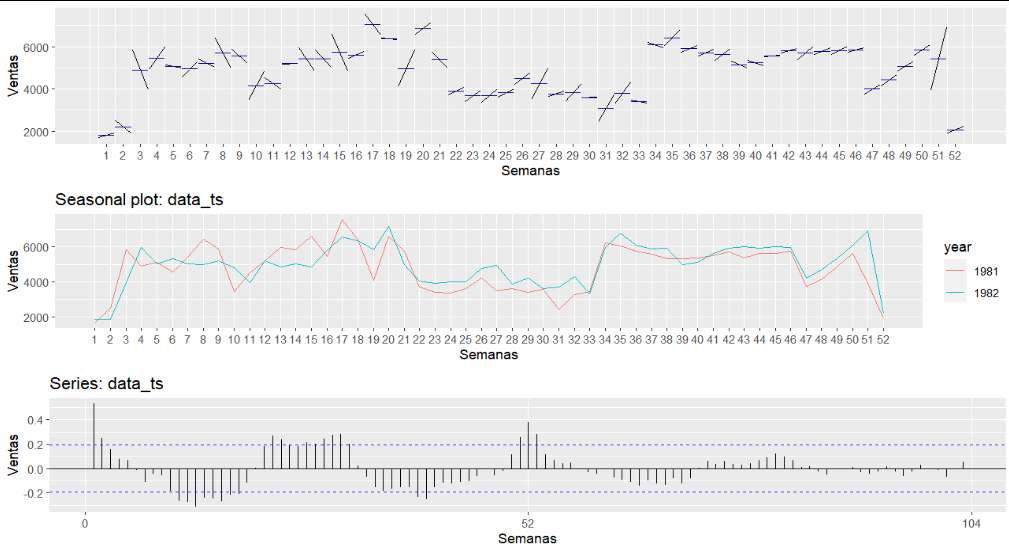 6000
4000
2000
Ventas
1 2 3 4 5 6 7 8 9 10 11 12 13 14 15 16 17 18 19 20 21 22 23 24 25 26 27 28 29 30 31 32 33 34 35 36 37 38 39 40 41 42 43 44 45 46 47 48 49 50 51 52
Semanas
Seasonal plot: data_ts
6000
4000
2000
Ventas
1 2 3 4 5 6 7 8 9 10 11 12 13 14 15 16 17 18 19 20 21 22 23 24 25 26 27 28 29 30 31 32 33 34 35 36 37 38 39 40 41 42 43 44 45 46 47 48 49 50 51 52
Semanas
year
1981
1982
Series: data_ts
0.4
0.2
0.0
-0.2
Ventas
0 52 104
Semanas